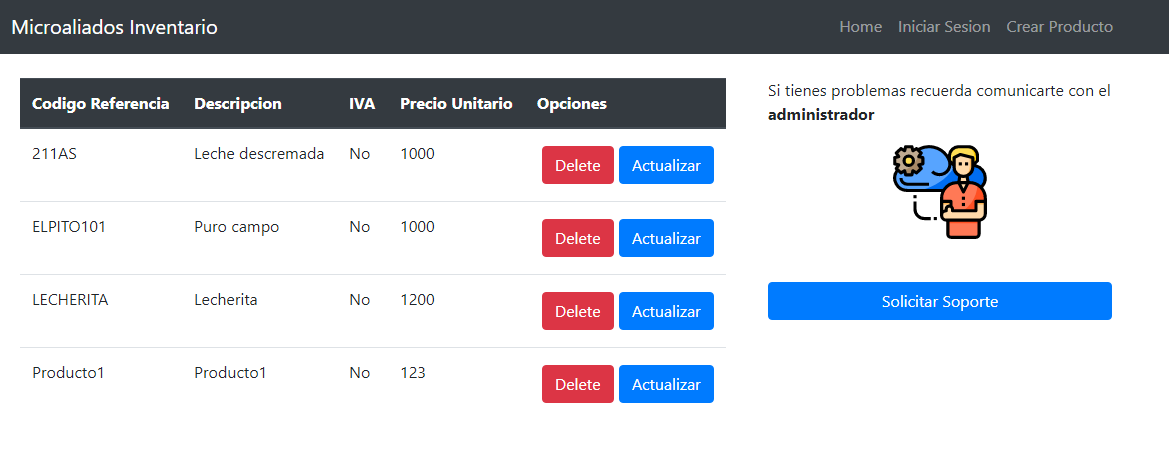 Microaliados Inventario
Home Iniciar Sesion Crear Producto
Codigo Referencia Descripcion IVA Precio Unitario Opciones
211AS Leche descremada No 1000 Delete Actualizar
ELPITO101 Puro campo No 1000 Delete Actualizar
LECHERITA Lecherita No 1200 Delete Actualizar
Producto1 Producto1 No 123 Delete Actualizar
Si tienes problemas recuerda comunicarte con el
administrador
Solicitar Soporte